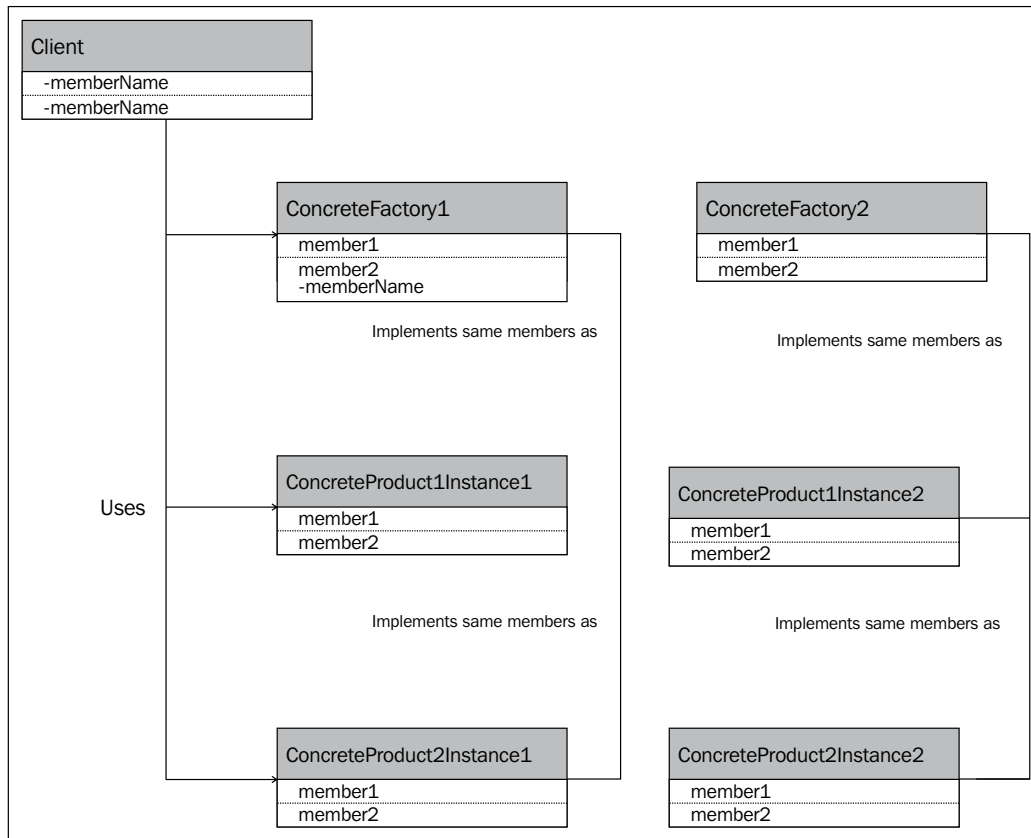 Client
-memberName
-memberName
ConcreteFactory1
member1
member2
-memberName
ConcreteFactory2
member1
member2
Implements same members as
Implements same members as
Uses
ConcreteProduct1Instance1
member1
member2
ConcreteProduct1Instance2
member1
member2
Implements same members as
Implements same members as
ConcreteProduct2Instance1
member1
member2
ConcreteProduct2Instance2
member1
member2